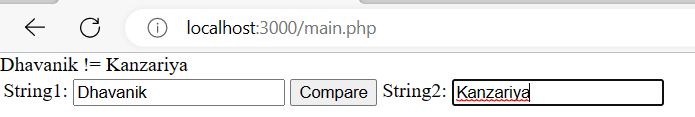 localhost:3000/main.php
Dhavanik != Kanzariya
String1: Dhavanik Compare String2: Kanzariya